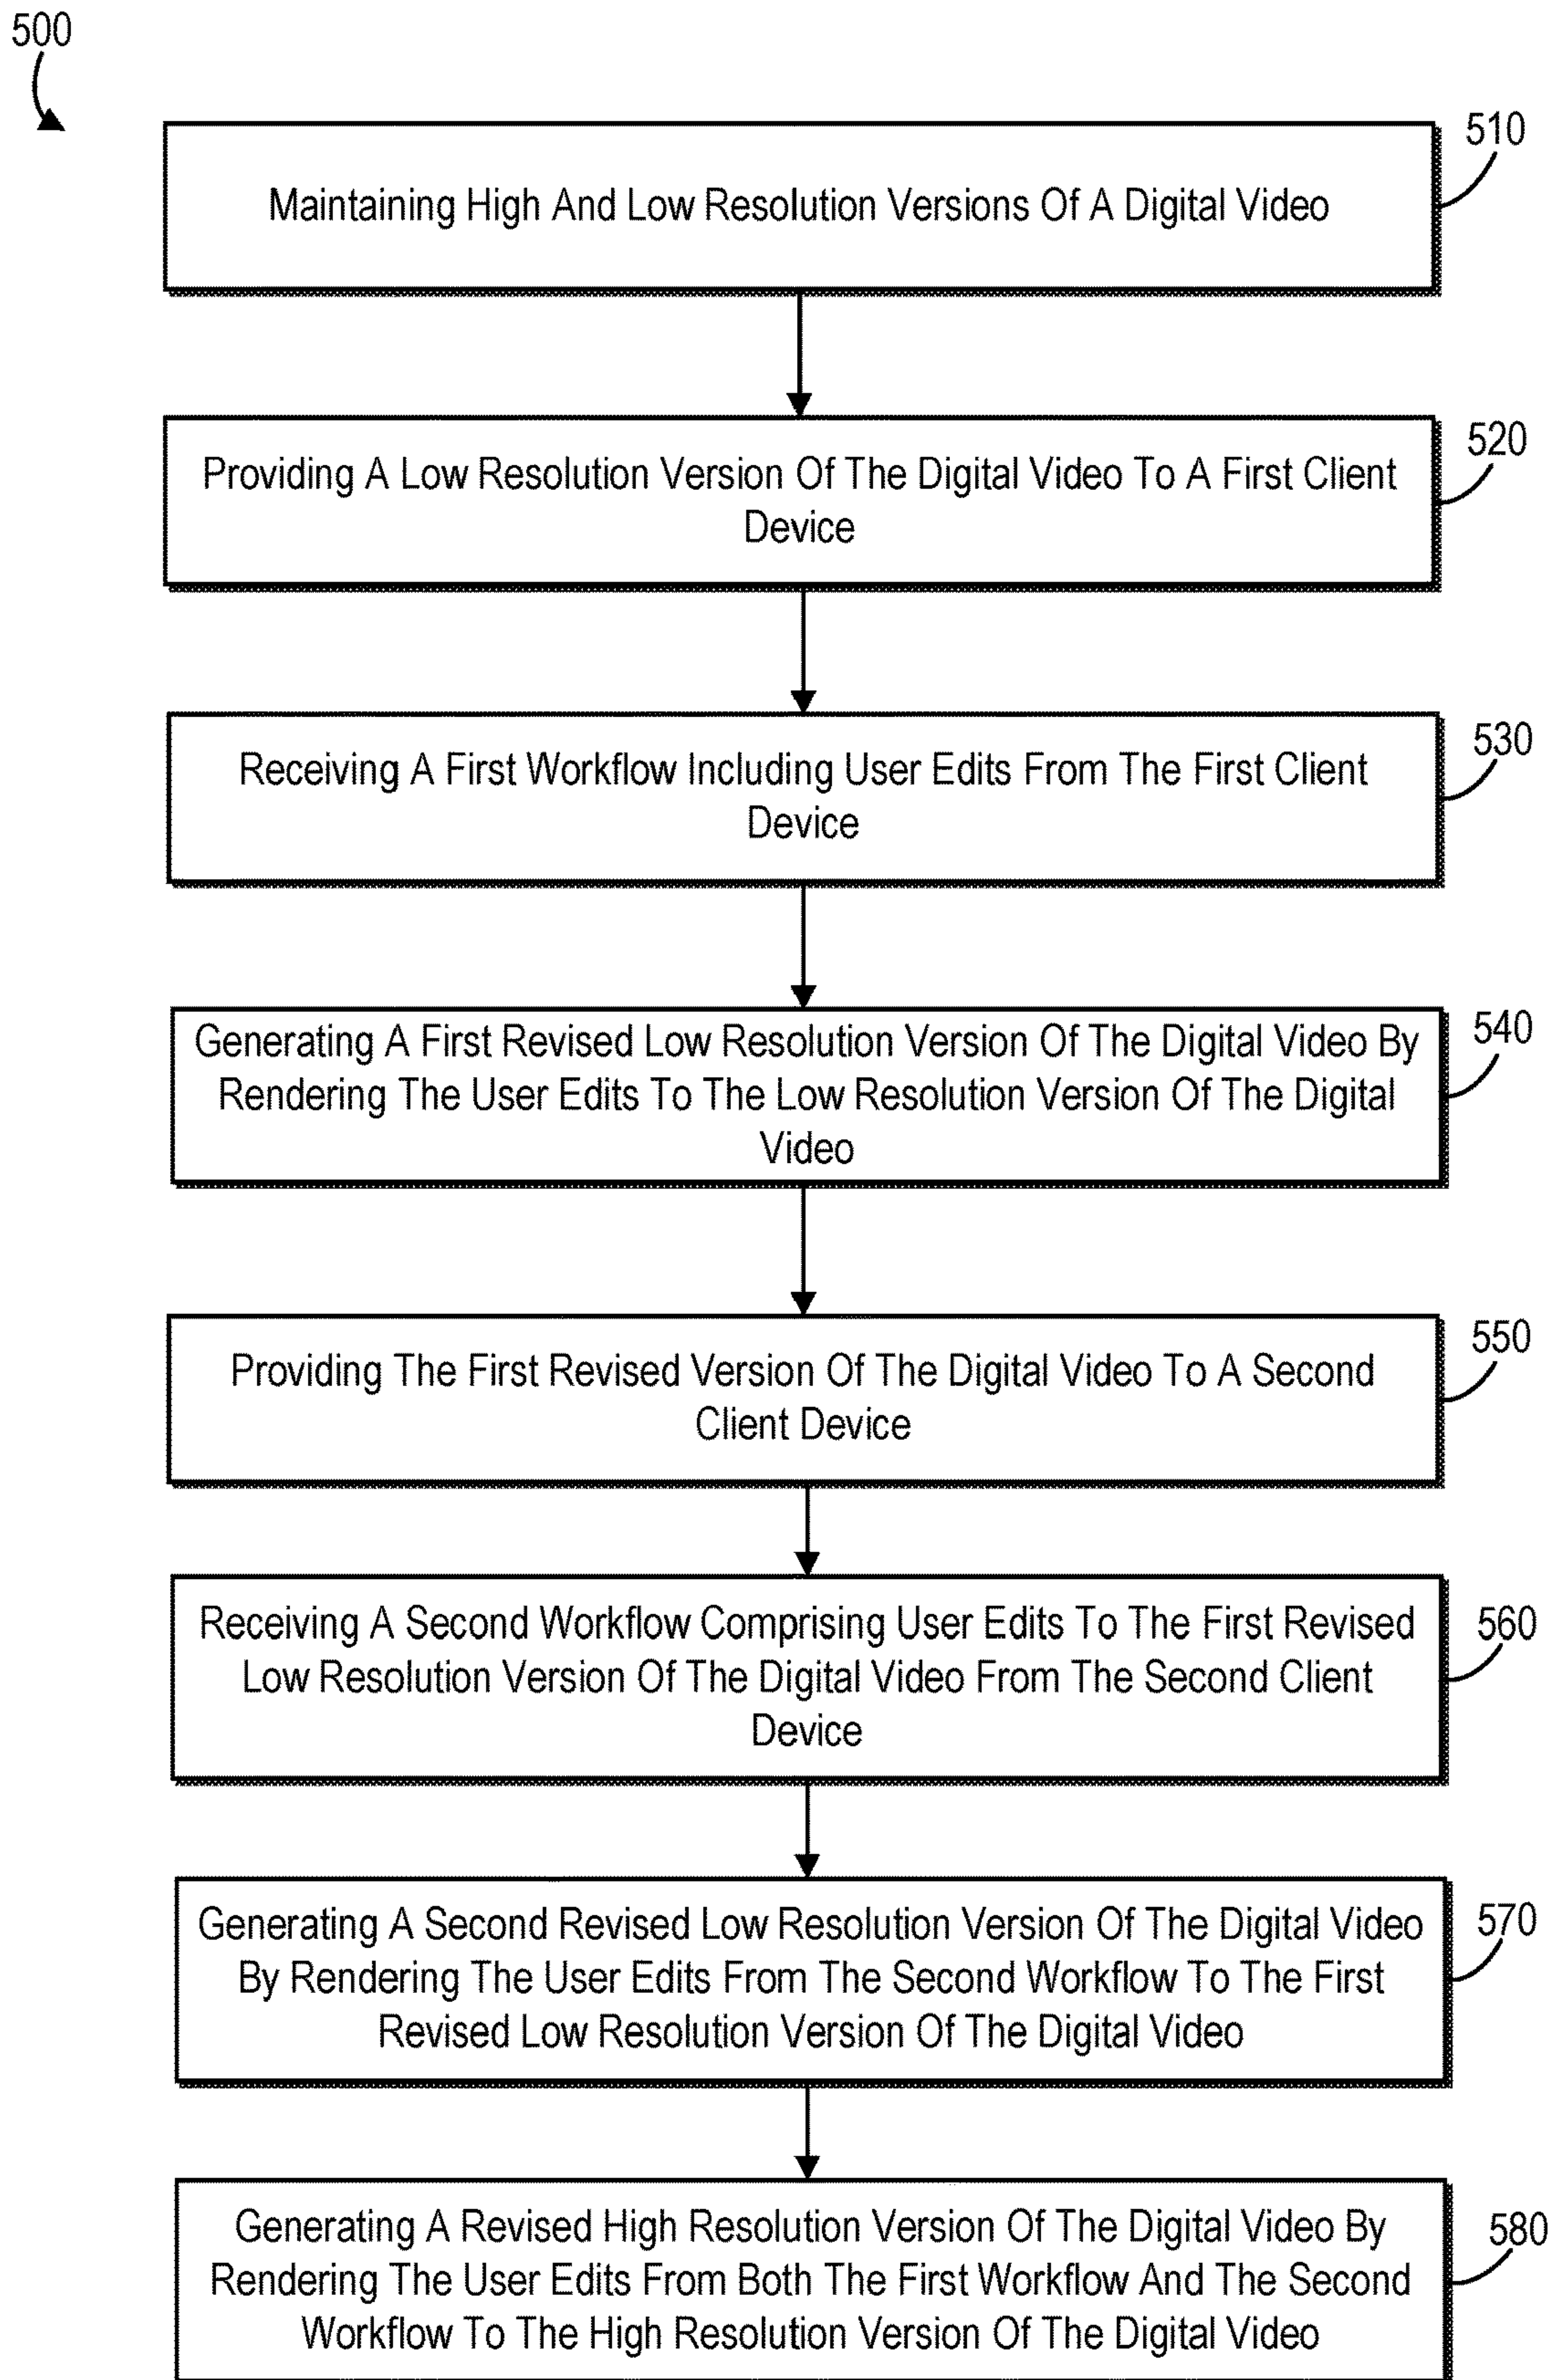 500
510
Maintaining High And Low Resolution Versions Of A Digital Video
520
Providing A Low Resolution Version Of The Digital Video To A First Client
Device
530
Receiving A First Workflow Including User Edits From The First Client
Device
540
Generating A First Revised Low Resolution Version Of The Digital Video By
Rendering The User Edits To The Low Resolution Version Of The Digital
Video
550
Providing The First Revised Version Of The Digital Video To A Second
Client Device
560
Receiving A Second Workflow Comprising User Edits To The First Revised
Low Resolution Version Of The Digital Video From The Second Client
Device
570
Generating A Second Revised Low Resolution Version Of The Digital Video
By Rendering The User Edits From The Second Workflow To The First
Revised Low Resolution Version Of The Digital Video
580
Generating A Revised High Resolution Version Of The Digital Video By
Rendering The User Edits From Both The First Workflow And The Second
Workflow To The High Resolution Version Of The Digital Video